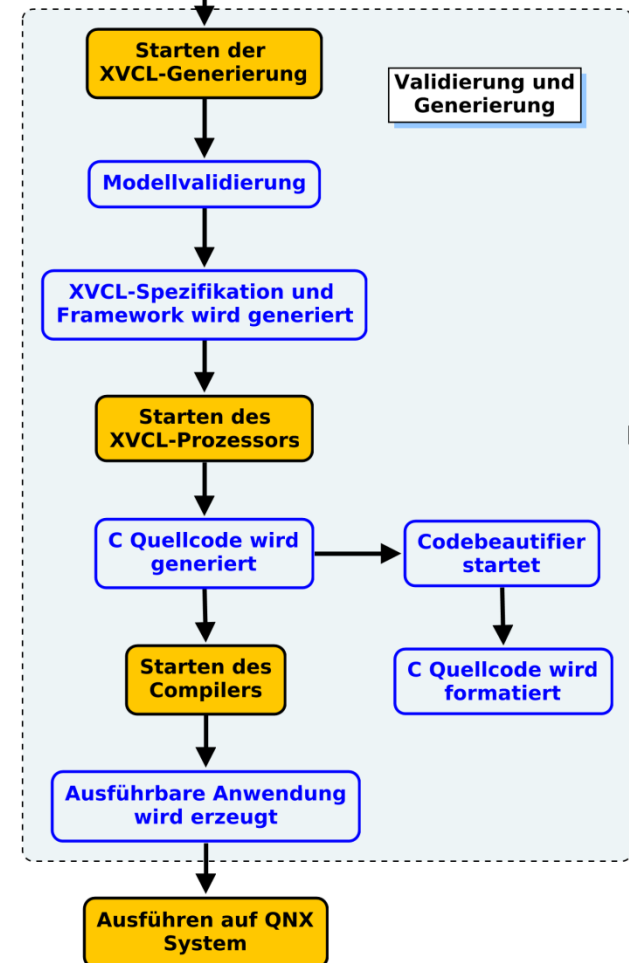 Starten der
XVCL-Generierung
Validierung und
Generierung
Modellvalidierung
XVCL-Spezifikation und
Framework wird generiert
Starten des
XVCL-Prozessors
C Quellcode wird
generiert
Codebeautifier
startet
Starten des
Compilers
C Quellcode wird
formatiert
Ausführbare Anwendung
wird erzeugt
Ausführen auf QNX
System